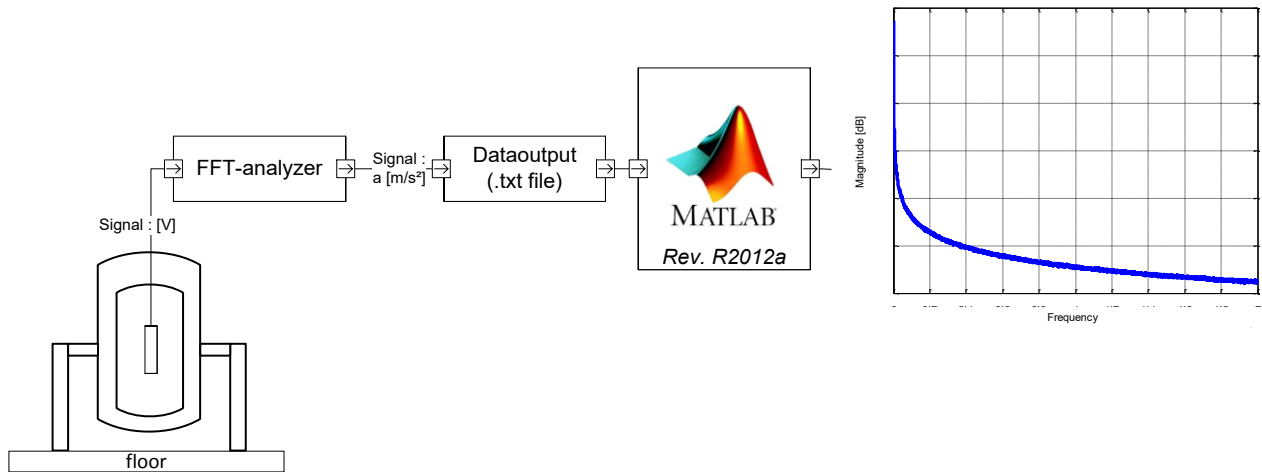 FFT-analyzer
Signal :
a [m/s²]
Dataoutput
(.txt file)
MATLAB
Rev. R2012a
Signal : [V]
floor
Magnitude [dB]
Frequency